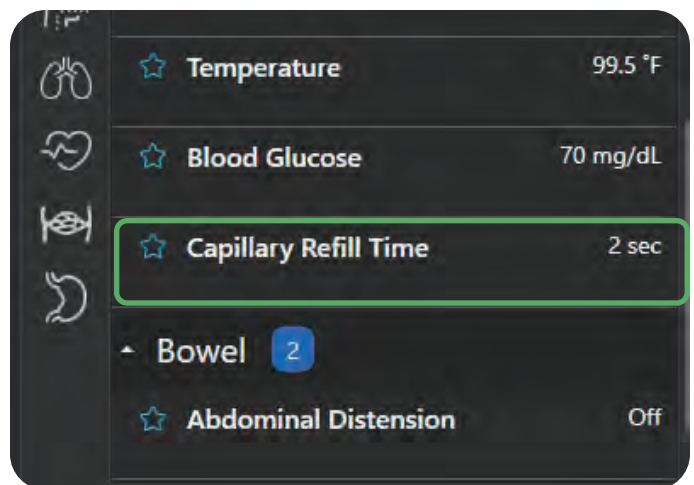 Temperature 99.5 °F
Blood Glucose 70 mg/dL
Capillary Refill Time 2 sec
Bowel 2
Abdominal Distension Off